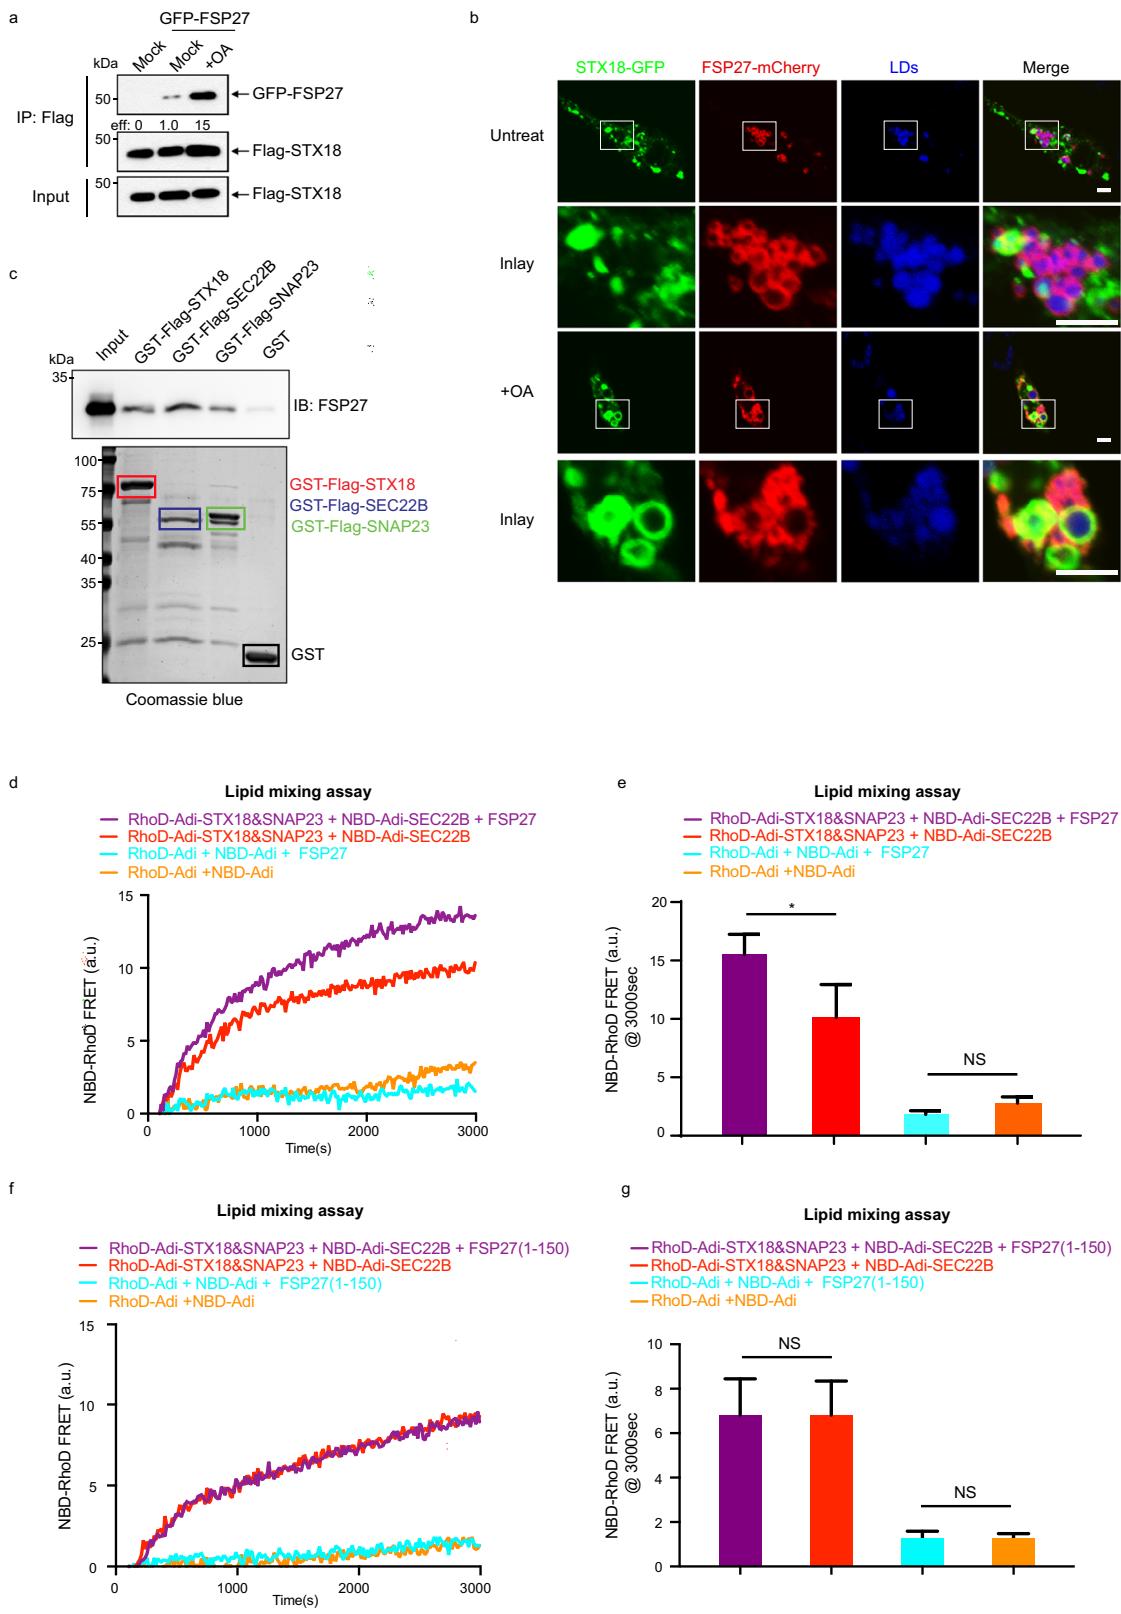 a
GFP-FSP27
Mock Mock +OA
kDa
50
GFP-FSP27
IP: Flag
eff: 0 1.0 15
50
Flag-STX18
50
Input
Flag-STX18
b
STX18-GFP FSP27-mCherry LDs Merge
Untreat
Inlay
+OA
Inlay
c
Input GST-Flag-STX18 GST-Flag-SEC22B GST-Flag-SNAP23 GST
kDa
35
IB: FSP27
100
75
55
40
35
25
GST-Flag-STX18
GST-Flag-SEC22B
GST-Flag-SNAP23
GST
Coomassie blue
d
Lipid mixing assay
RhoD-Adi-STX18&SNAP23 + NBD-Adi-SEC22B + FSP27
RhoD-Adi-STX18&SNAP23 + NBD-Adi-SEC22B
RhoD-Adi + NBD-Adi + FSP27
RhoD-Adi +NBD-Adi
NBD-RhoD FRET (a.u.)
15
10
5
0
0 1000 2000 3000
Time(s)
e
Lipid mixing assay
RhoD-Adi-STX18&SNAP23 + NBD-Adi-SEC22B + FSP27
RhoD-Adi-STX18&SNAP23 + NBD-Adi-SEC22B
RhoD-Adi + NBD-Adi + FSP27
RhoD-Adi +NBD-Adi
NBD-RhoD FRET (a.u.)
@ 3000sec
20
15
10
5
0
*
NS
f
Lipid mixing assay
RhoD-Adi-STX18&SNAP23 + NBD-Adi-SEC22B + FSP27(1-150)
RhoD-Adi-STX18&SNAP23 + NBD-Adi-SEC22B
RhoD-Adi + NBD-Adi + FSP27(1-150)
RhoD-Adi +NBD-Adi
NBD-RhoD FRET (a.u.)
15
10
5
0
0 1000 2000 3000
Time(s)
g
Lipid mixing assay
RhoD-Adi-STX18&SNAP23 + NBD-Adi-SEC22B + FSP27(1-150)
RhoD-Adi-STX18&SNAP23 + NBD-Adi-SEC22B
RhoD-Adi + NBD-Adi + FSP27(1-150)
RhoD-Adi +NBD-Adi
NBD-RhoD FRET (a.u.)
@ 3000sec
10
8
6
4
2
0
NS
NS